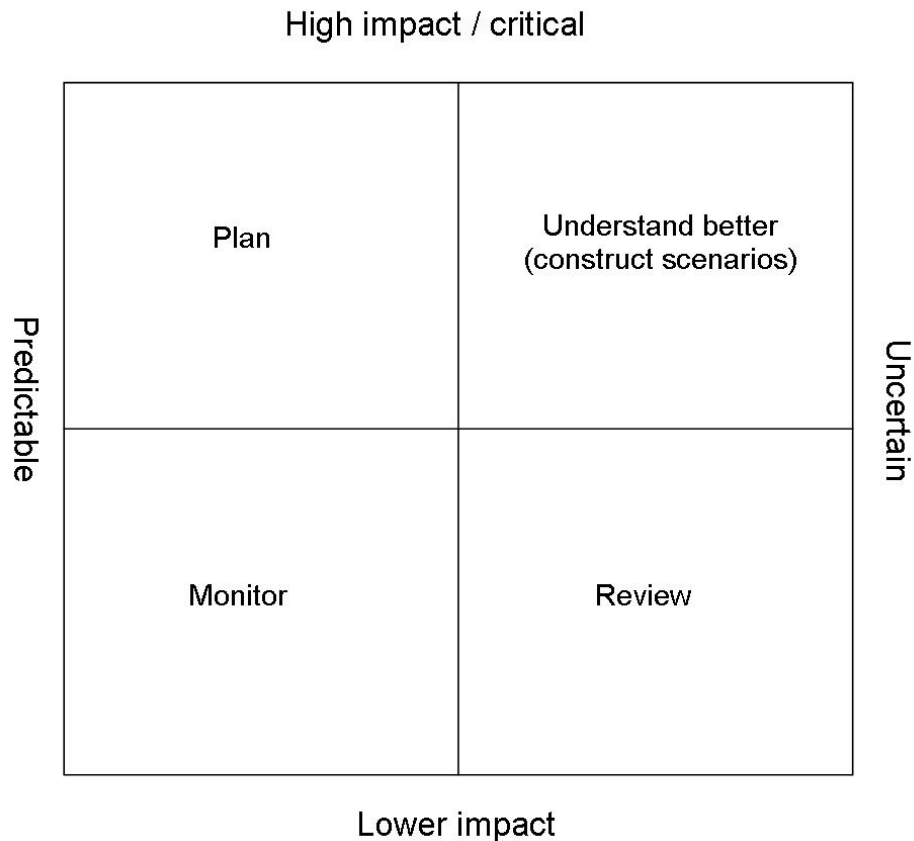 High impact / critical
Plan
Understand better
(construct scenarios)
Predictable
Uncertain
Monitor
Review
Lower impact